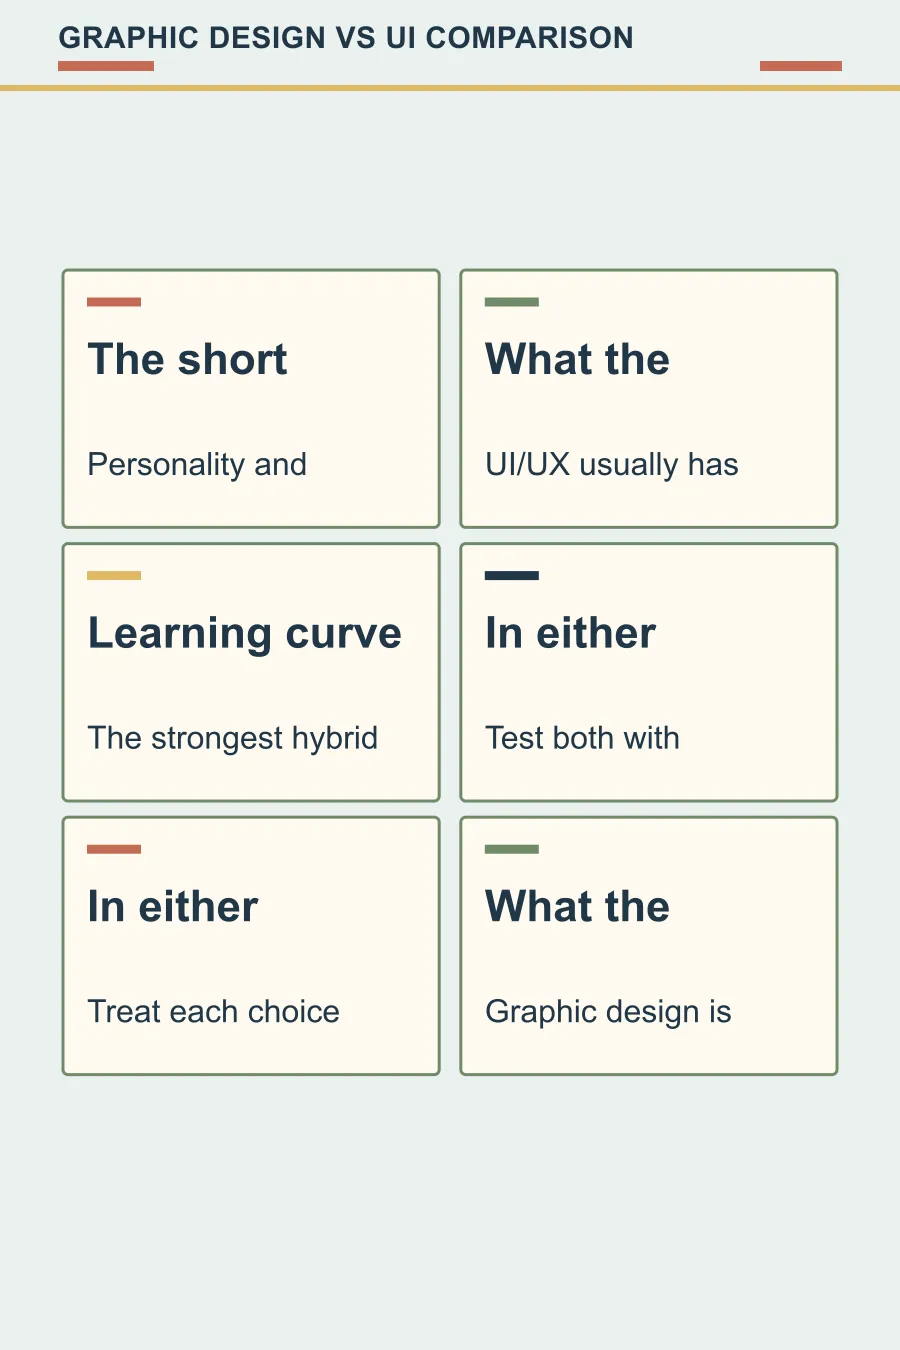 GRAPHIC DESIGN VS UI COMPARISON
The short
Personality and
What the
UI/UX usually has
Learning curve
The strongest hybrid
In either
Test both with
In either
Treat each choice
What the
Graphic design is